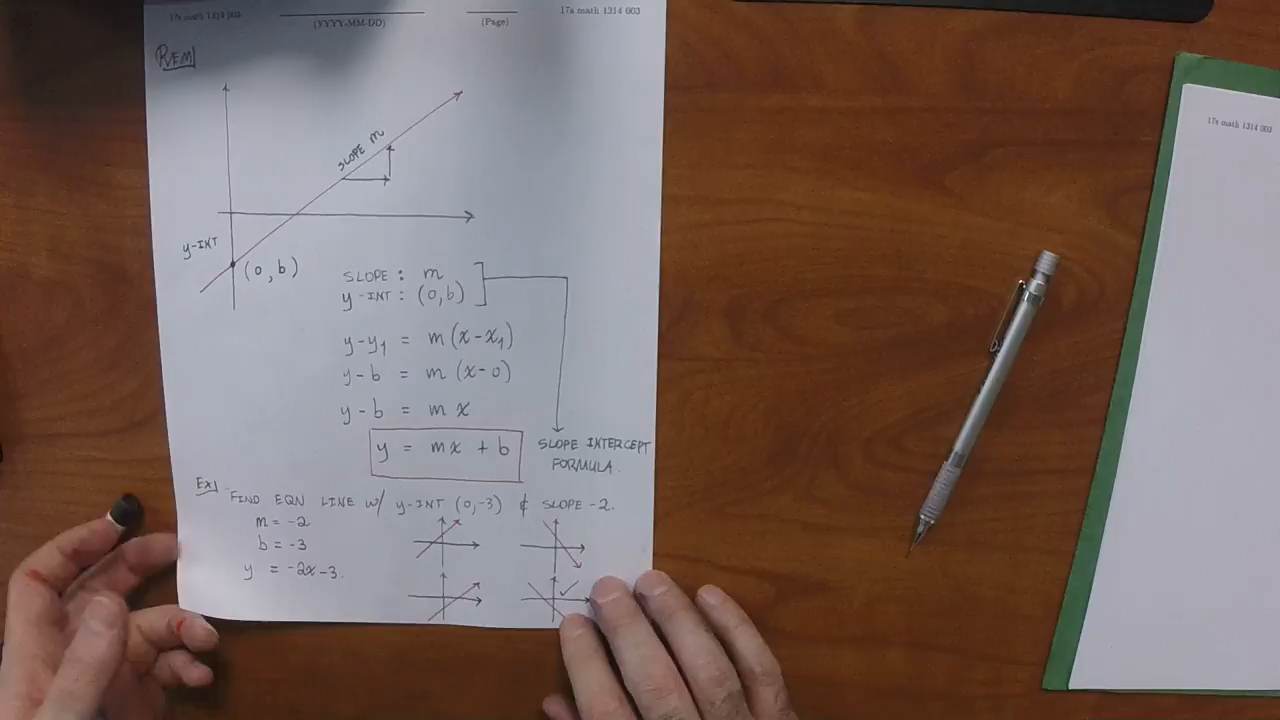 17s math 1314 003
(YYYY-MM-DD)
(Page)
17s math 1314 003
REM
SLOPE m
y-INT
(0, b)
SLOPE : m
y-INT : (0,b)
y-y₁ = m(x-x₁)
y-b = m(x-0)
y-b = mx
y = mx + b
SLOPE INTERCEPT
FORMULA.
Ex
FIND EQN LINE w/ y-INT (0,-3) & SLOPE -2.
m = -2
b = -3
y = -2x-3.
17s math 1314 003